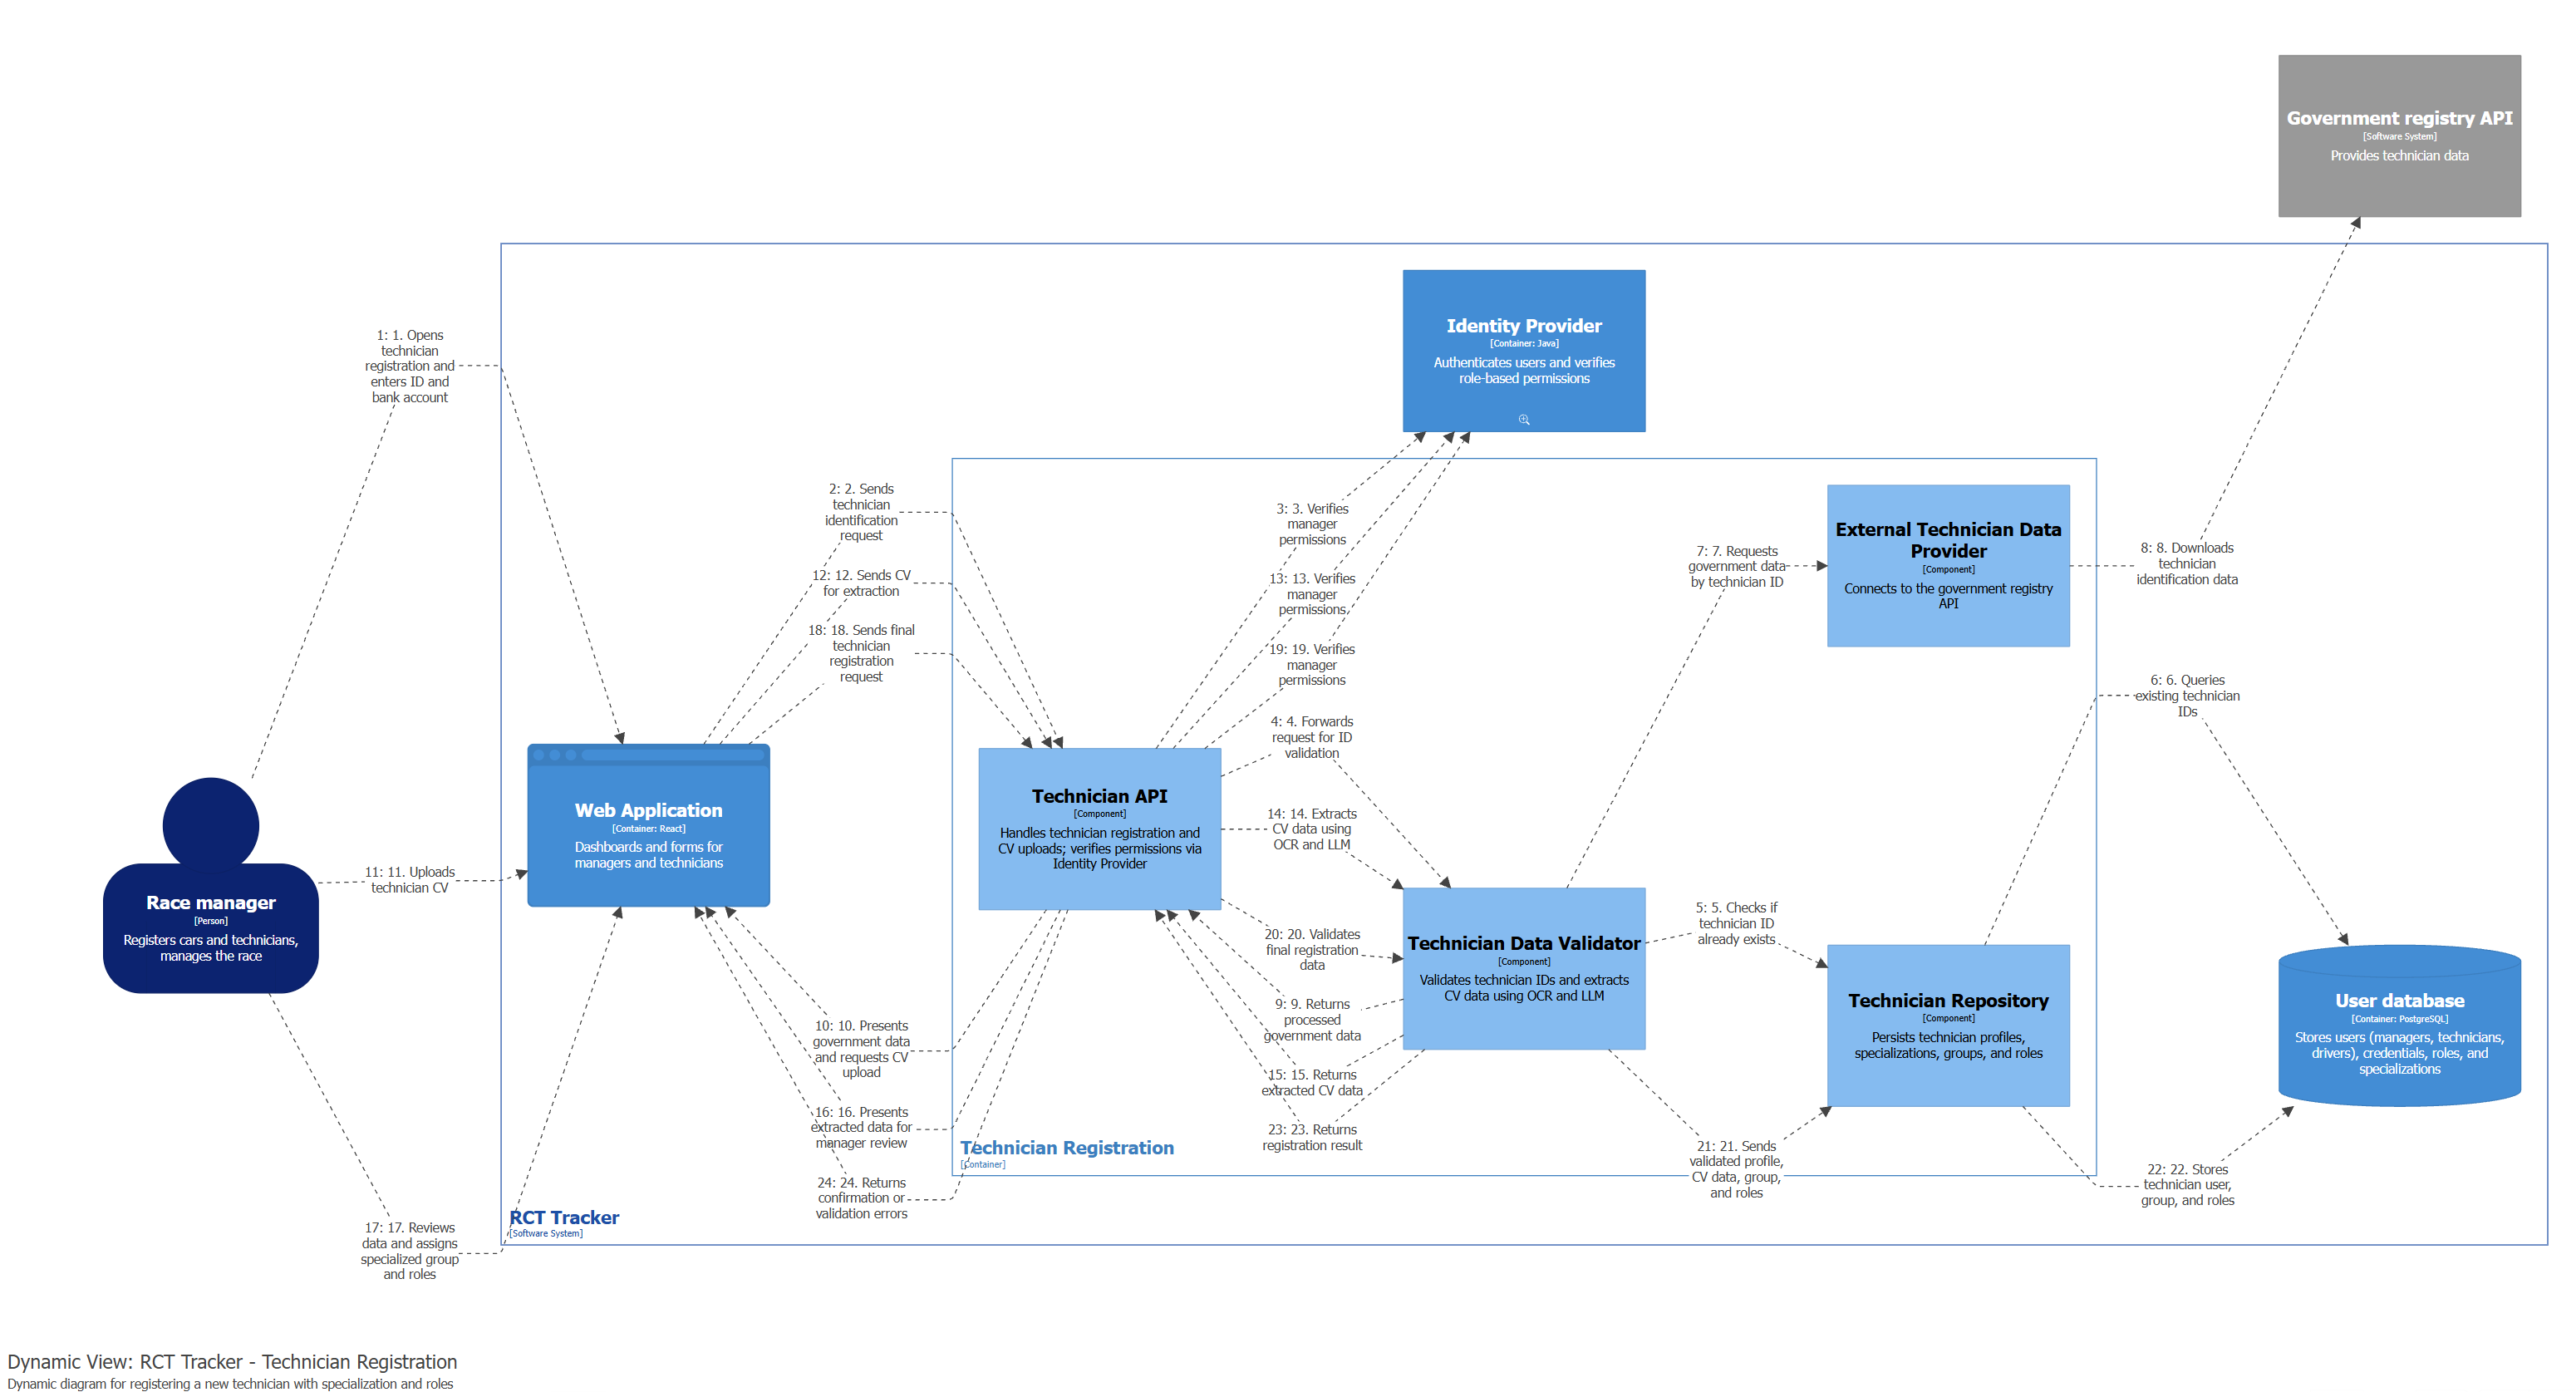 Government registry API
[Software System]
Provides technician data
Identity Provider
[Container: Java]
Authenticates users and verifies
role-based permissions
1: 1. Opens
technician
registration and
enters ID and
bank account
2: 2. Sends
technician
identification
request
12: 12. Sends CV
for extraction
18: 18. Sends final
technician
registration
request
3: 3. Verifies
manager
permissions
13: 13. Verifies
manager
permissions
19: 19. Verifies
manager
permissions
4: 4. Forwards
request for ID
validation
14: 14. Extracts
CV data using
OCR and LLM
20: 20. Validates
final registration
data
9: 9. Returns
processed
government data
15: 15. Returns
extracted CV data
23: 23. Returns
registration result
7: 7. Requests
government data
by technician ID
External Technician Data
Provider
[Component]
Connects to the government registry
API
8: 8. Downloads
technician
identification data
6: 6. Queries
existing technician
IDs
Race manager
[Person]
Registers cars and technicians,
manages the race
11: 11. Uploads
technician CV
Web Application
[Container: React]
Dashboards and forms for
managers and technicians
Technician API
[Component]
Handles technician registration and
CV uploads; verifies permissions via
Identity Provider
Technician Data Validator
[Component]
Validates technician IDs and extracts
CV data using OCR and LLM
5: 5. Checks if
technician ID
already exists
Technician Repository
[Component]
Persists technician profiles,
specializations, groups, and roles
User database
[Container: PostgreSQL]
Stores users (managers, technicians,
drivers), credentials, roles, and
specializations
10: 10. Presents
government data
and requests CV
upload
16: 16. Presents
extracted data for
manager review
24: 24. Returns
confirmation or
validation errors
21: 21. Sends
validated profile,
CV data, group,
and roles
22: 22. Stores
technician user,
group, and roles
17: 17. Reviews
data and assigns
specialized group
and roles
Technician Registration
[Container]
RCT Tracker
[Software System]
Dynamic View: RCT Tracker - Technician Registration
Dynamic diagram for registering a new technician with specialization and roles